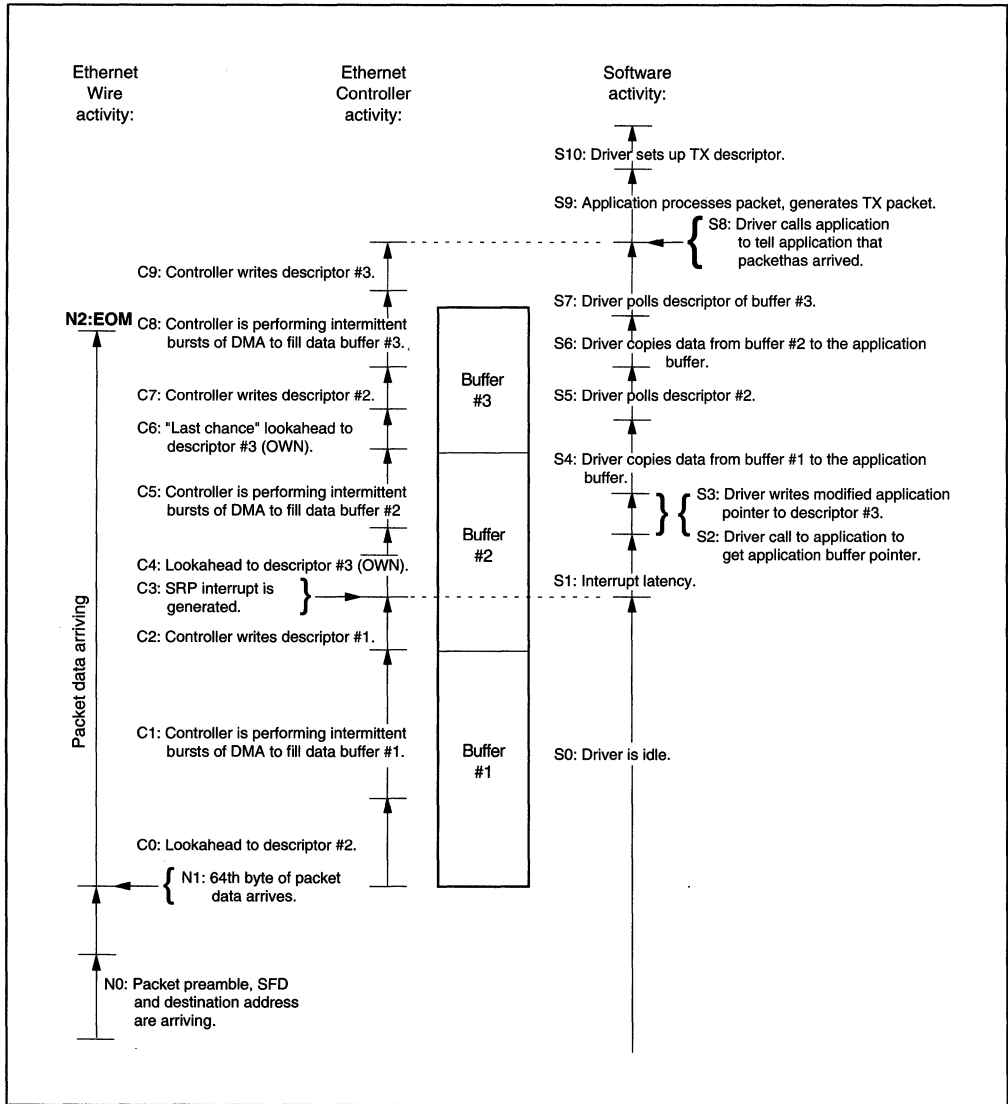 Ethernet
Wire
activity:
Ethernet
Controller
activity:
Software
activity:
S10: Driver sets up TX descriptor.
S9: Application processes packet, generates TX packet.
S8: Driver calls application
to tell application that
packethas arrived.
C9: Controller writes descriptor #3.
S7: Driver polls descriptor of buffer #3.
N2:EOM
C8: Controller is performing intermittent
bursts of DMA to fill data buffer #3.
S6: Driver copies data from buffer #2 to the application
buffer.
Buffer
#3
C7: Controller writes descriptor #2.
S5: Driver polls descriptor #2.
C6: "Last chance" lookahead to
descriptor #3 (OWN).
S4: Driver copies data from buffer #1 to the application
buffer.
C5: Controller is performing intermittent
bursts of DMA to fill data buffer #2
S3: Driver writes modified application
pointer to descriptor #3.
Buffer
#2
S2: Driver call to application to
get application buffer pointer.
C4: Lookahead to descriptor #3 (OWN).
S1: Interrupt latency.
C3: SRP interrupt is
generated.
C2: Controller writes descriptor #1.
Packet data arriving
C1: Controller is performing intermittent
bursts of DMA to fill data buffer #1.
Buffer
#1
S0: Driver is idle.
C0: Lookahead to descriptor #2.
N1: 64th byte of packet
data arrives.
N0: Packet preamble, SFD
and destination address
are arriving.